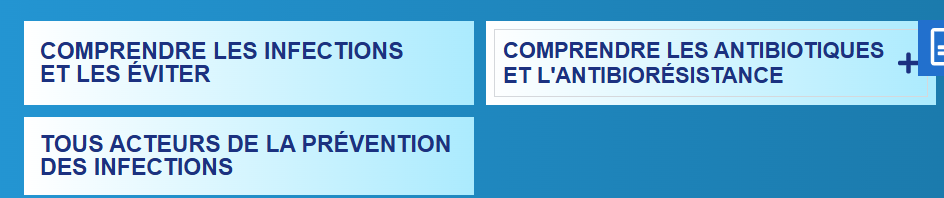 COMPRENDRE LES INFECTIONS
ET LES ÉVITER
COMPRENDRE LES ANTIBIOTIQUES
ET L'ANTIBIORÉSISTANCE
+
TOUS ACTEURS DE LA PRÉVENTION
DES INFECTIONS